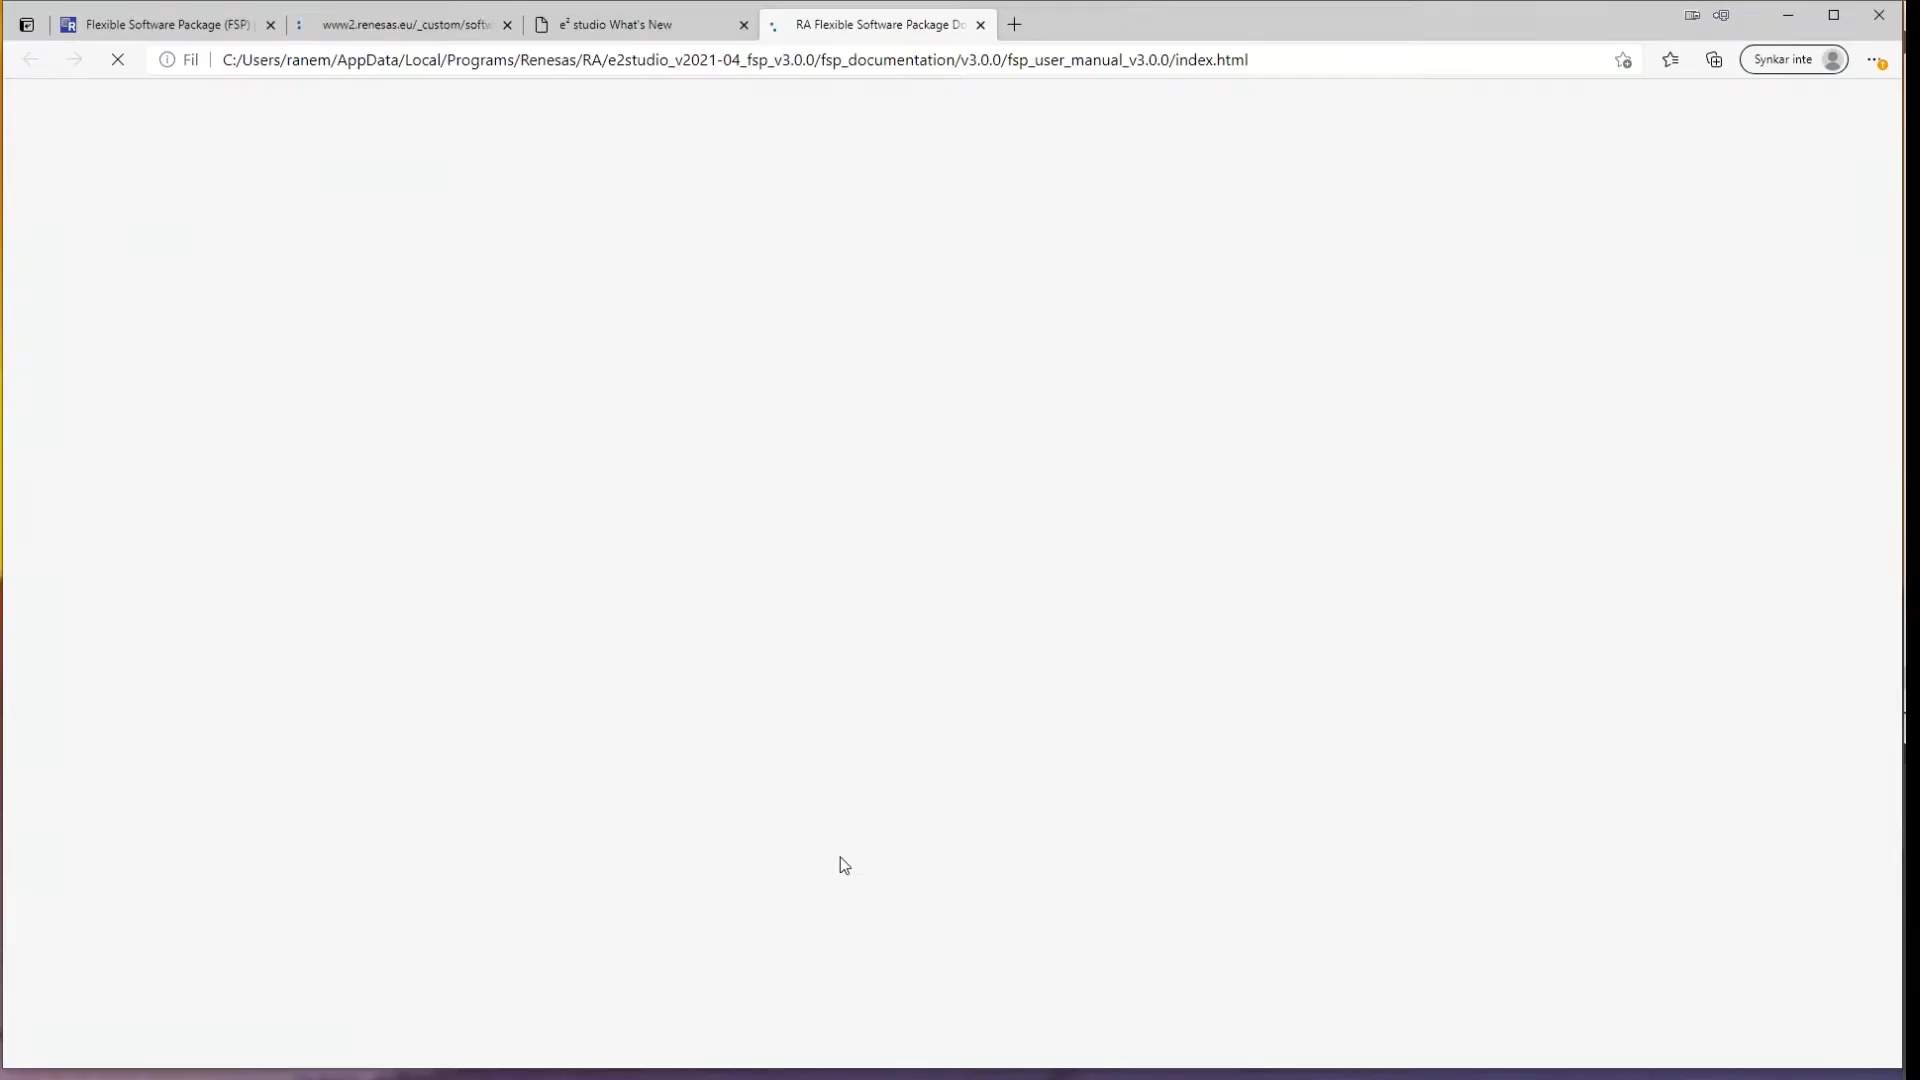 Flexible Software Package (FSP)
www2.renesas.eu/_custom/softw
e² studio What's New
RA Flexible Software Package Do
Fil
C:/Users/ranem/AppData/Local/Programs/Renesas/RA/e2studio_v2021-04_fsp_v3.0.0/fsp_documentation/v3.0.0/fsp_user_manual_v3.0.0/index.html
Synkar inte